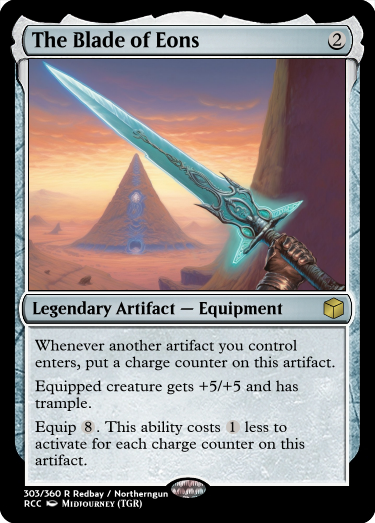 The Blade of Eons 2
Legendary Artifact — Equipment
Whenever another artifact you control
enters, put a charge counter on this artifact.
Equipped creature gets +5/+5 and has
trample.
Equip 8. This ability costs 1 less to
activate for each charge counter on this
artifact.
303/360 R Redbay / Northerngun
RCC Midjourney (TGR)